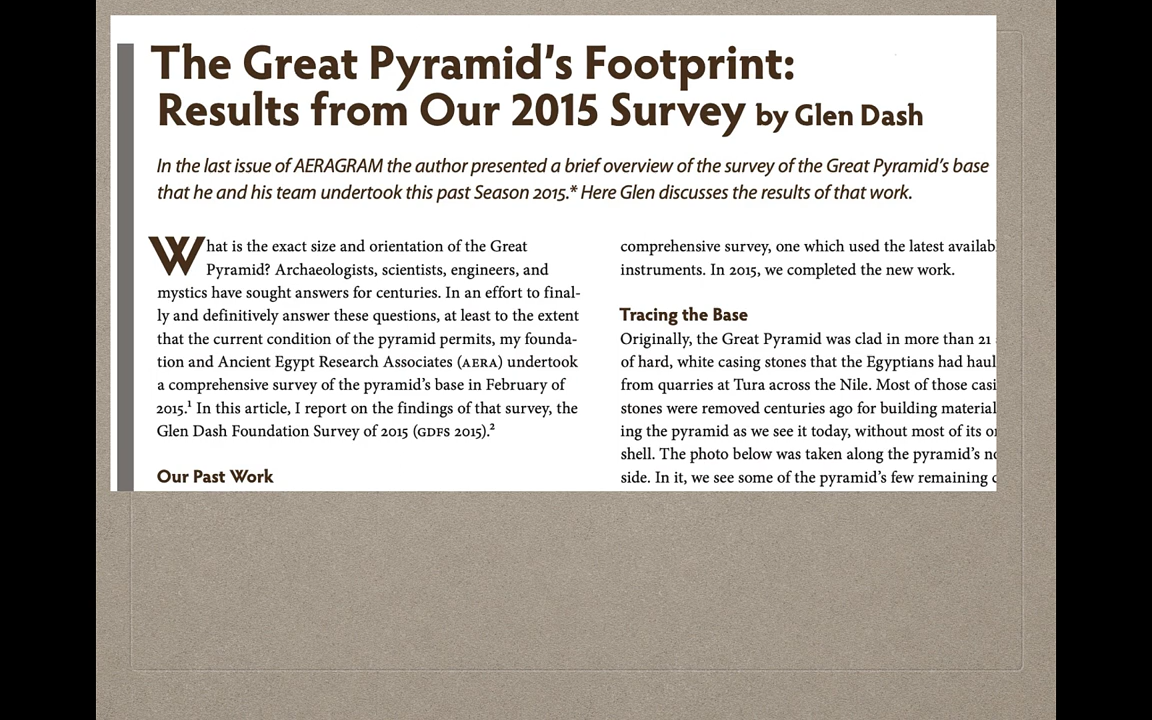 The Great Pyramid's Footprint:
Results from Our 2015 Survey by Glen Dash
In the last issue of AERAGRAM the author presented a brief overview of the survey of the Great Pyramid's base
that he and his team undertook this past Season 2015.* Here Glen discusses the results of that work.
What is the exact size and orientation of the Great
Pyramid? Archaeologists, scientists, engineers, and
mystics have sought answers for centuries. In an effort to final-
ly and definitively answer these questions, at least to the extent
that the current condition of the pyramid permits, my founda-
tion and Ancient Egypt Research Associates (AERA) undertook
a comprehensive survey of the pyramid's base in February of
2015.¹ In this article, I report on the findings of that survey, the
Glen Dash Foundation Survey of 2015 (GDFS 2015).²
Our Past Work
comprehensive survey, one which used the latest
instruments. In 2015, we completed the new work.
Tracing the Base
Originally, the Great Pyramid was clad in more than 21
of hard, white casing stones that the Egyptians had
from quarries at Tura across the Nile. Most of those
stones were removed centuries ago for building
ing the pyramid as we see it today, without most of its
shell. The photo below was taken along the pyramid's
side. In it, we see some of the pyramid's few remaining